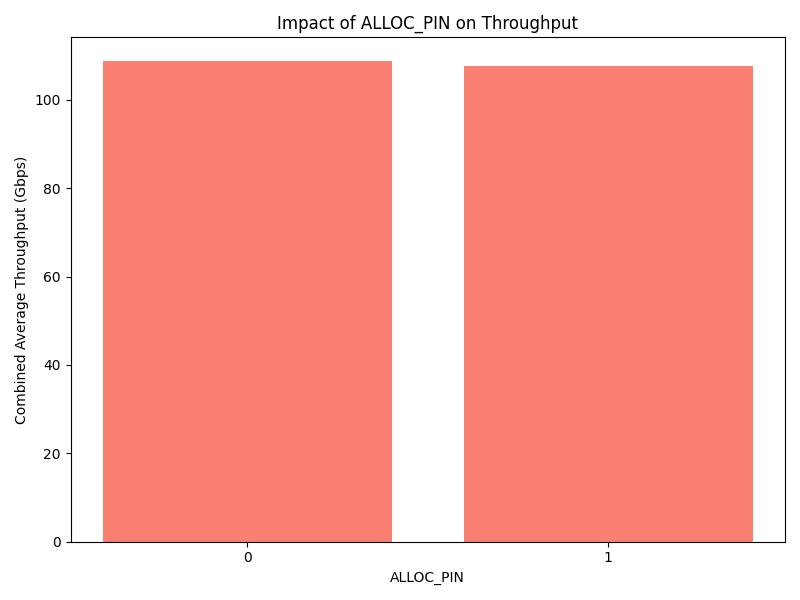 Impact of ALLOC_PIN on Throughput
Combined Average Throughput (Gbps)
100
80
60
40
20
0
0 1
ALLOC_PIN